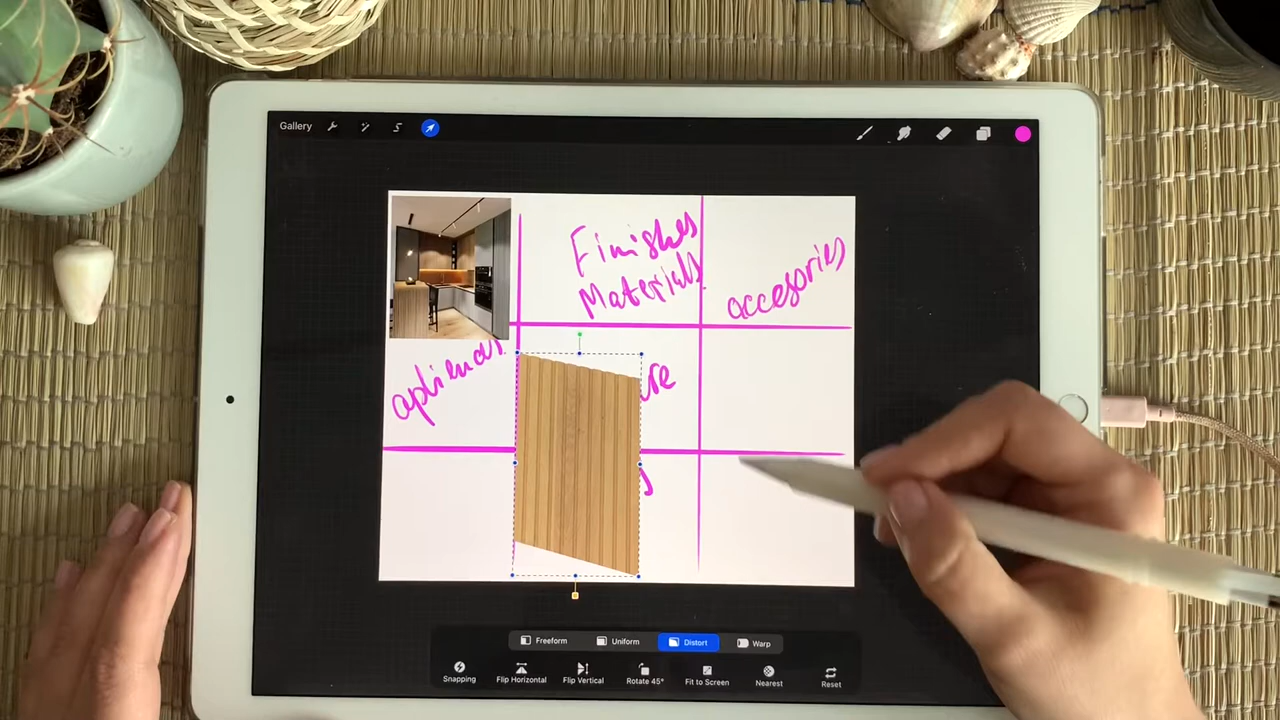 Gallery
Finishes
Materials
accesories
apliences
Freeform
Uniform
Distort
Warp
Snapping
Flip Horizontal
Flip Vertical
Rotate 45°
Fit to Screen
Nearest
Reset